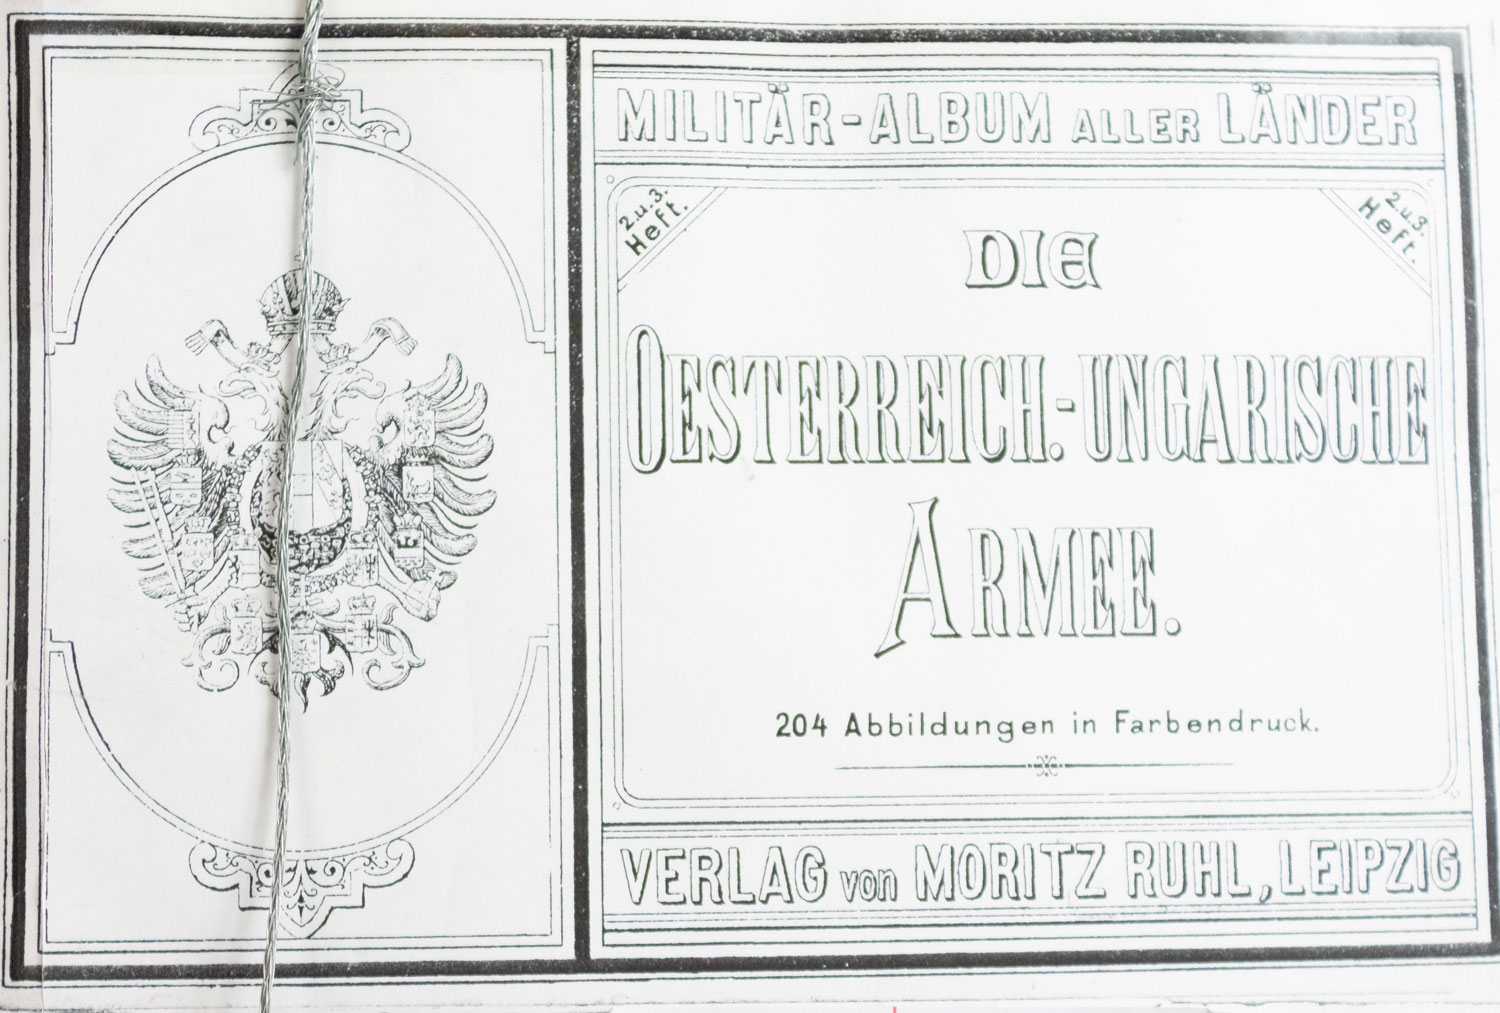 MILITÄR-ALBUM ALLER LÄNDER
2.u.3.
Heft.
2.u.3.
Heft.
DIE
OESTERREICH.-UNGARISCHE
ARMEE.
204 Abbildungen in Farbendruck.
VERLAG von MORITZ RUHL, LEIPZIG